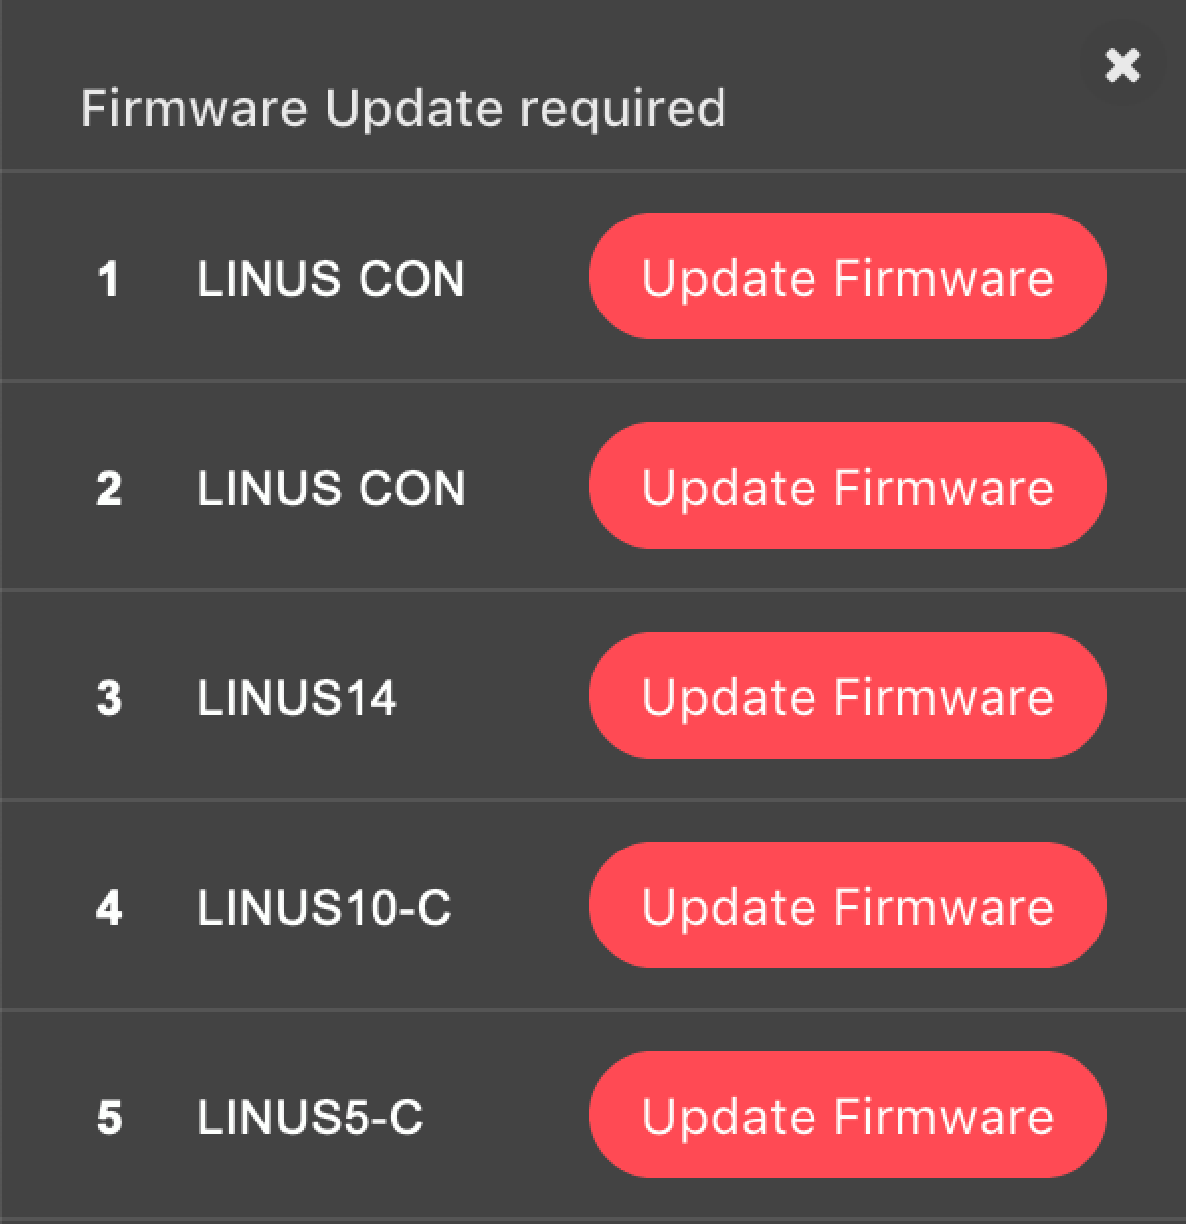 Firmware Update required
1 LINUS CON Update Firmware
2 LINUS CON Update Firmware
3 LINUS14 Update Firmware
4 LINUS10-C Update Firmware
5 LINUS5-C Update Firmware